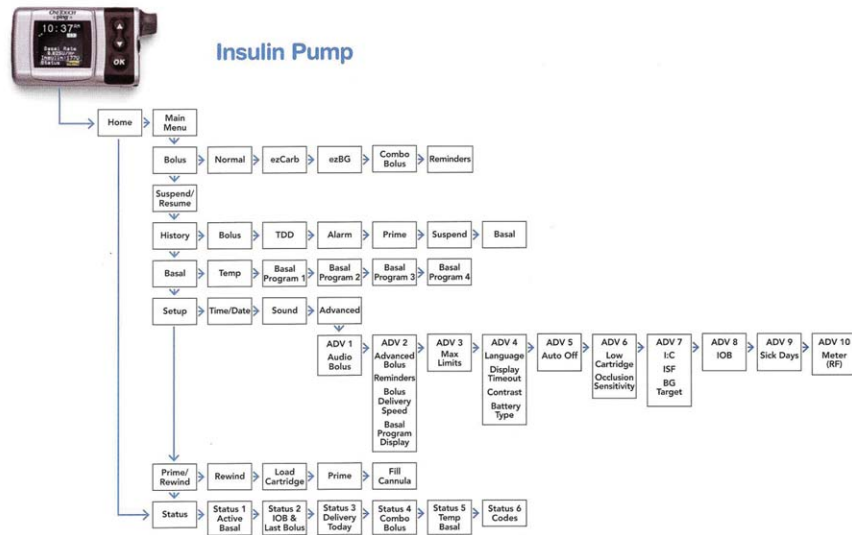 ONETOUCH
Ping
10:37 AM
Basal Rate
Status
OK
Insulin Pump
Home
Main
Menu
Bolus
Normal
ezCarb
ezBG
Combo
Bolus
Reminders
Suspend/
Resume
History
Bolus
TDD
Alarm
Prime
Suspend
Basal
Basal
Temp
Basal
Program 1
Basal
Program 2
Basal
Program 3
Basal
Program 4
Setup
Time/Date
Sound
Advanced
ADV 1
Audio
Bolus
ADV 2
Advanced
Bolus
Reminders
Bolus
Delivery
Speed
Basal
Program
Display
ADV 3
Max
Limits
ADV 4
Language
Display
Timeout
Contrast
Battery
Type
ADV 5
Auto Off
ADV 6
Low
Cartridge
Occlusion
Sensitivity
ADV 7
I:C
ISF
BG
Target
ADV 8
IOB
ADV 9
Sick Days
ADV 10
Meter
(RF)
Prime/
Rewind
Rewind
Load
Cartridge
Prime
Fill
Cannula
Status
Status 1
Active
Basal
Status 2
IOB &
Last Bolus
Status 3
Delivery
Today
Status 4
Combo
Bolus
Status 5
Temp
Basal
Status 6
Codes